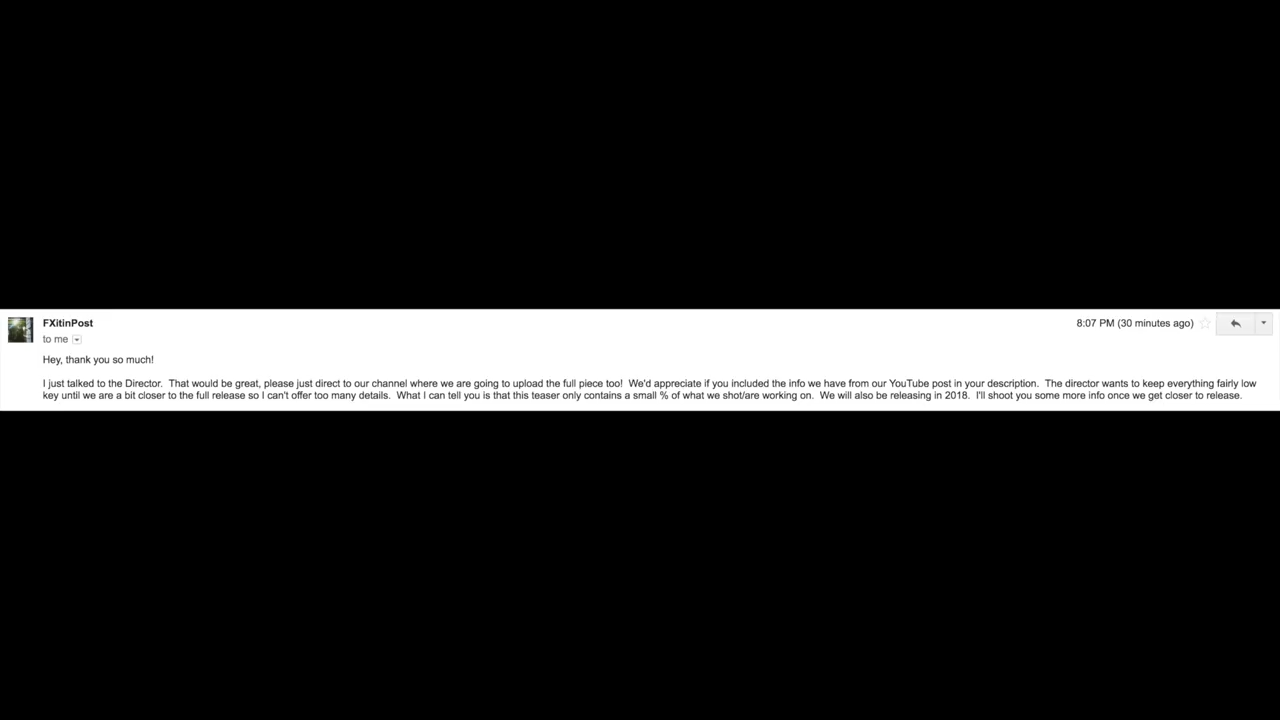 FXitinPost
8:07 PM (30 minutes ago)
to me
Hey, thank you so much!
I just talked to the Director.  That would be great, please just direct to our channel where we are going to upload the full piece too!  We'd appreciate if you included the info we have from our YouTube post in your description.  The director wants to keep everything fairly low
key until we are a bit closer to the full release so I can't offer too many details.  What I can tell you is that this teaser only contains a small % of what we shot/are working on.  We will also be releasing in 2018.  I'll shoot you some more info once we get closer to release.